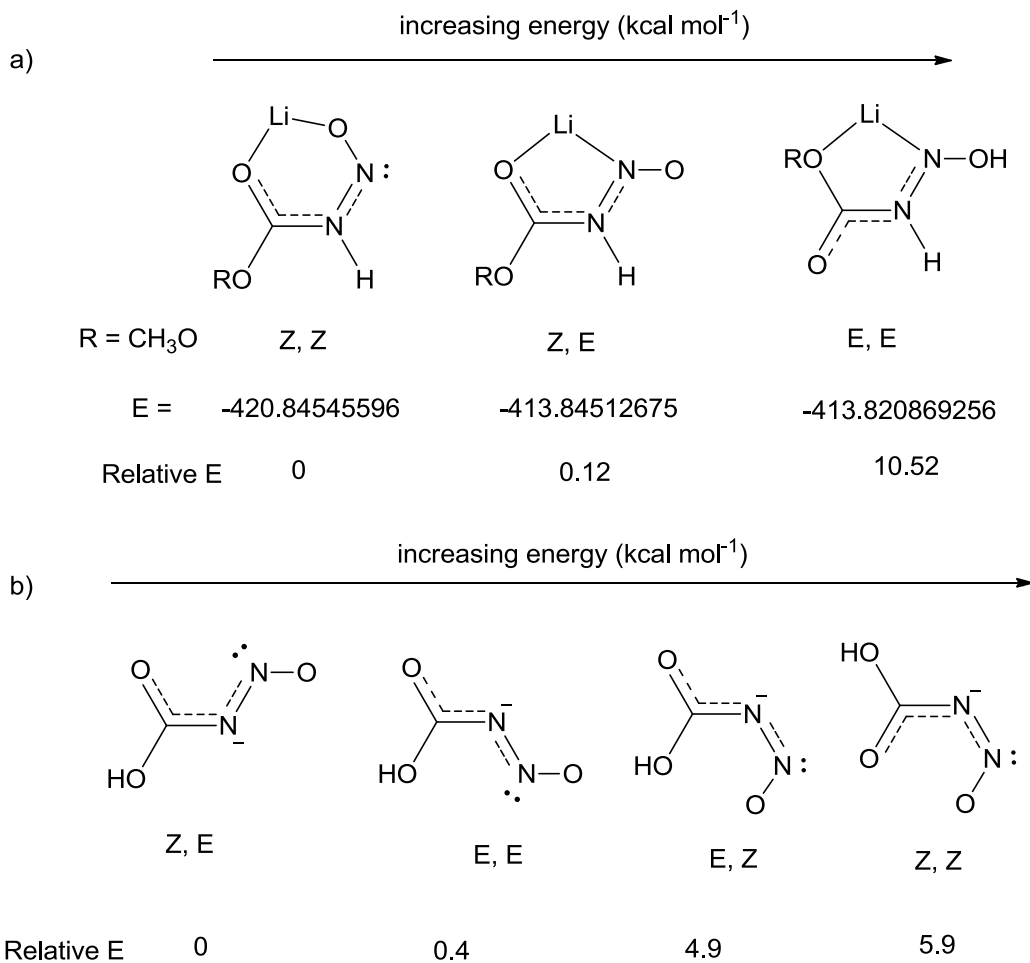 increasing energy (kcal mol⁻¹)
a)
Li O Li Li
O N: O N–O RO N–OH
N N N
RO H RO H O H
R = CH₃O Z, Z Z, E E, E
E = -420.84545596 -413.84512675 -413.820869256
Relative E 0 0.12 10.52
increasing energy (kcal mol⁻¹)
b)
O N–O O N⁻ O N⁻ HO N⁻
N⁻ HO N–O HO N: O N:
HO O O
Z, E E, E E, Z Z, Z
Relative E 0 0.4 4.9 5.9